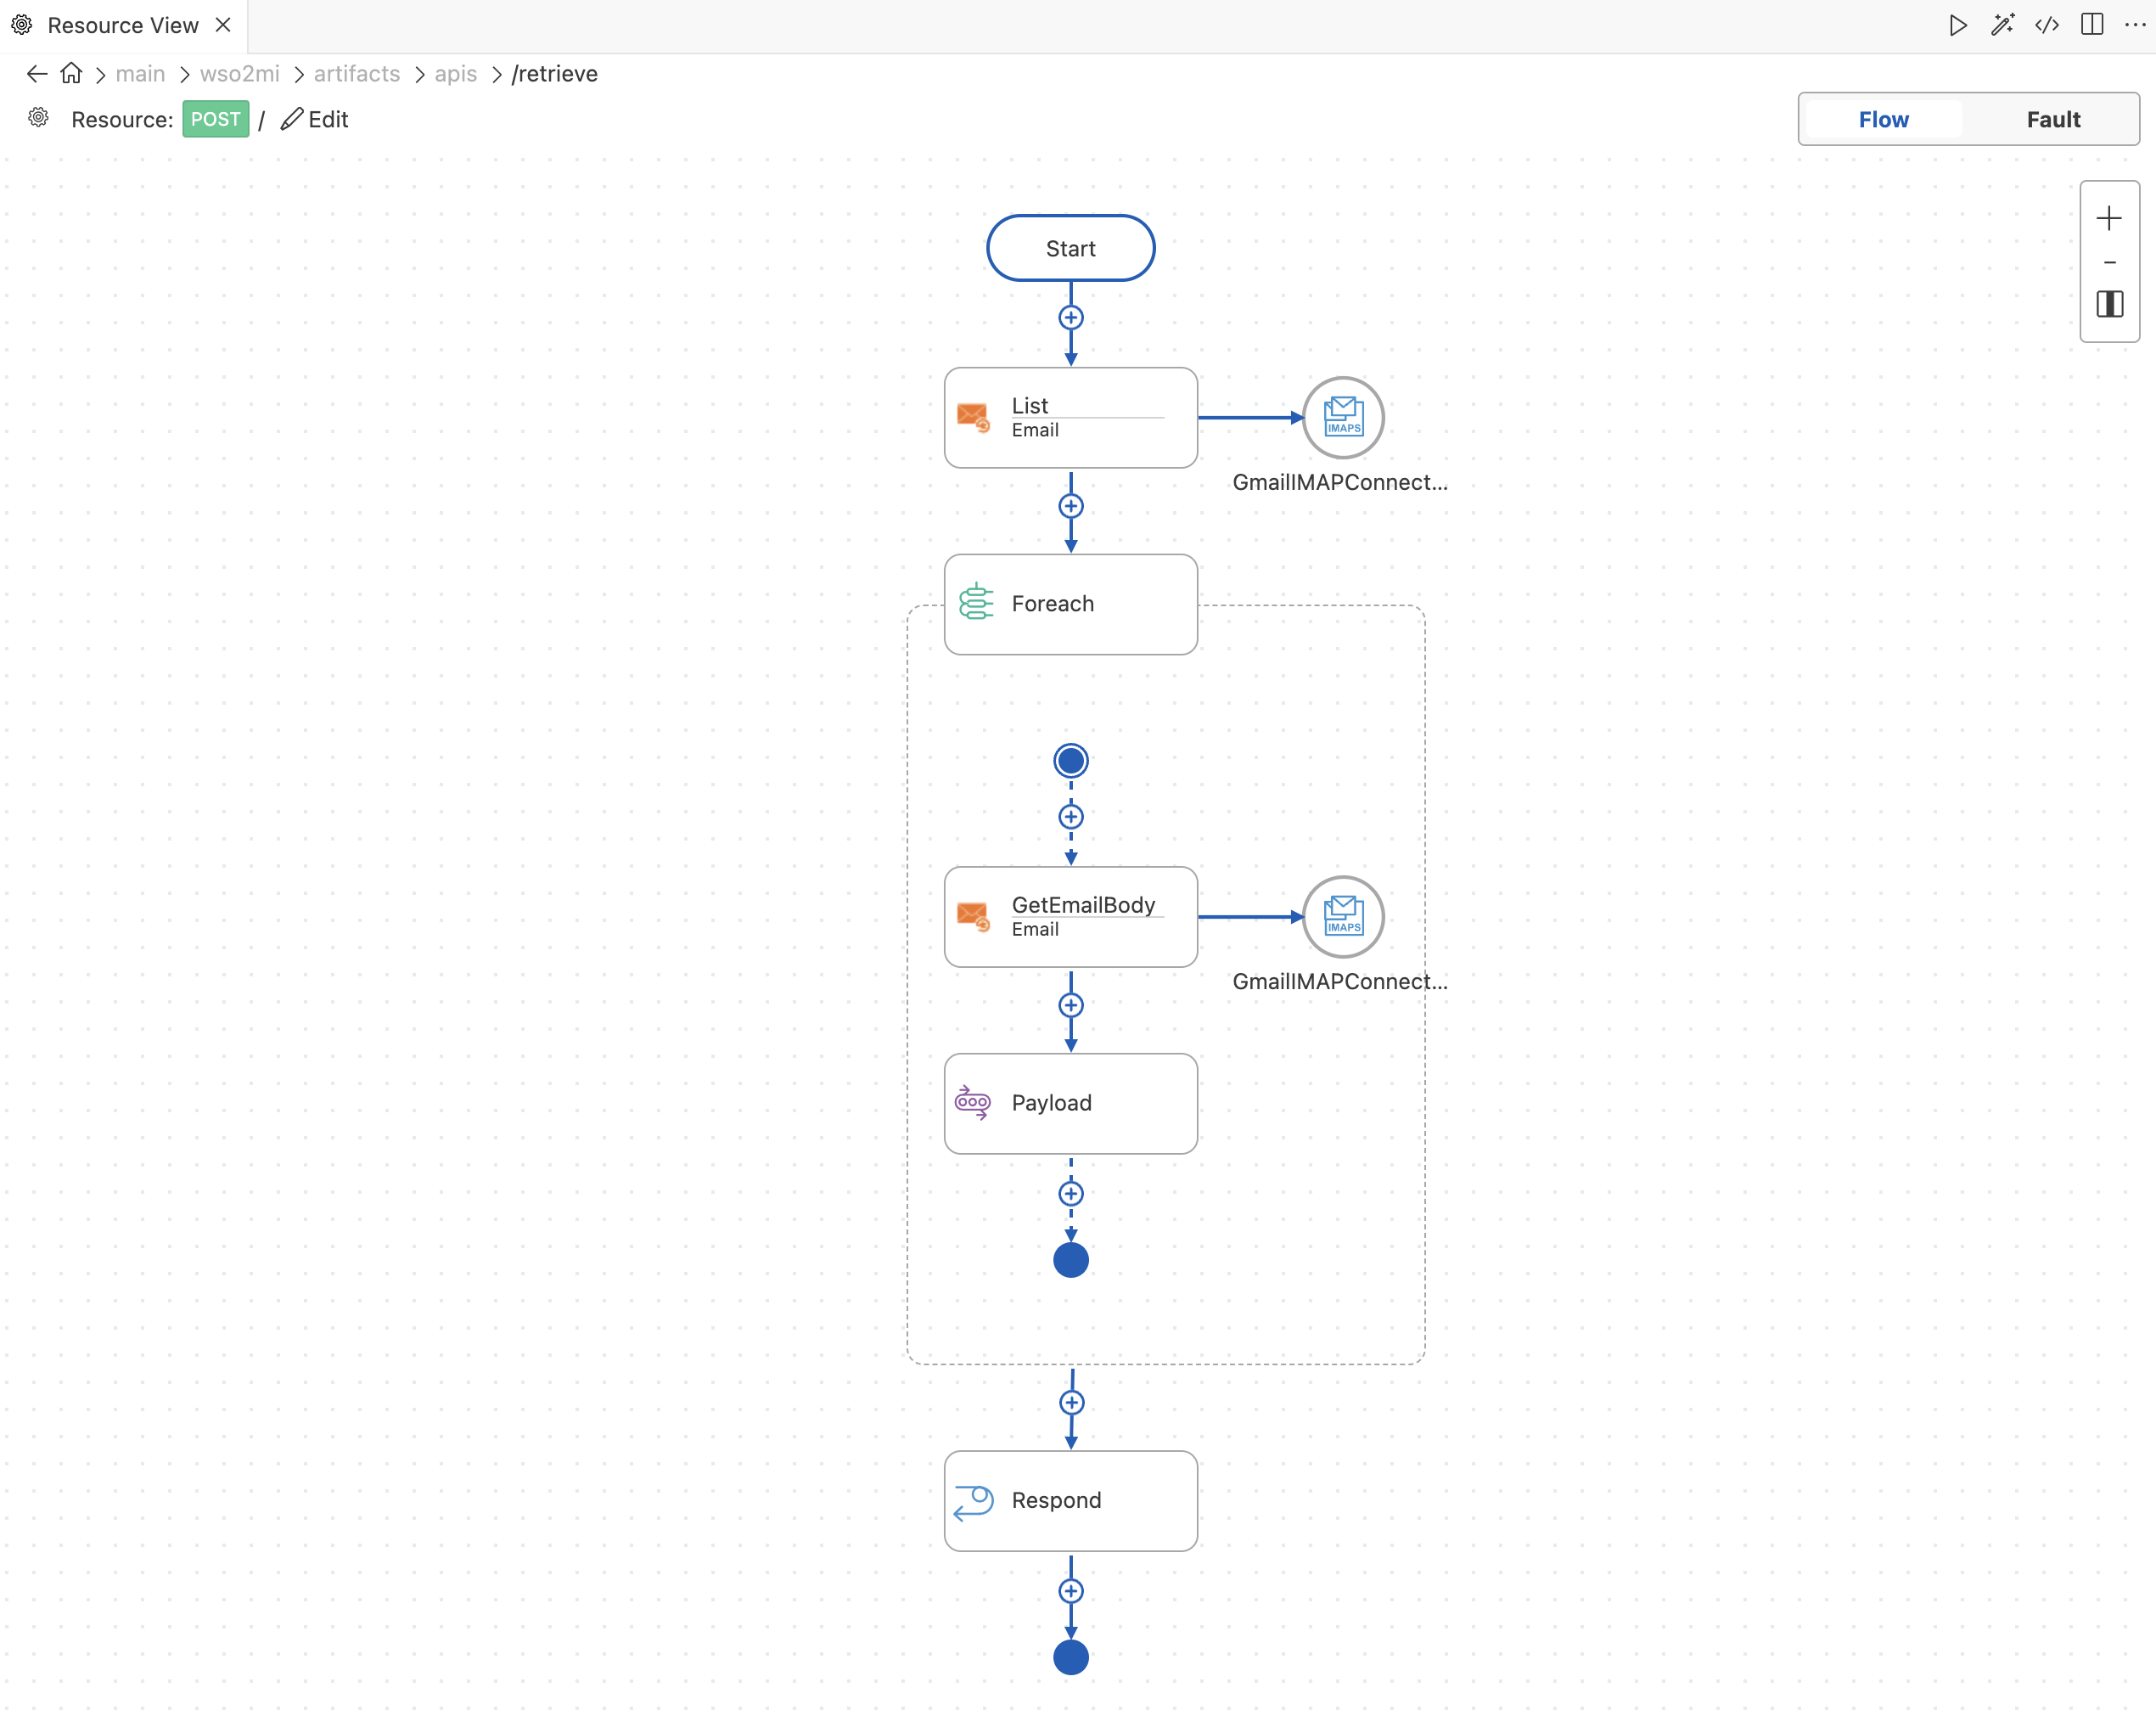 Resource View
main > wso2mi > artifacts > apis > /retrieve
Resource: POST / Edit
Flow
Fault
Start
List
Email
IMAPS
GmailIMAPConnect...
Foreach
GetEmailBody
Email
IMAPS
GmailIMAPConnect...
Payload
Respond